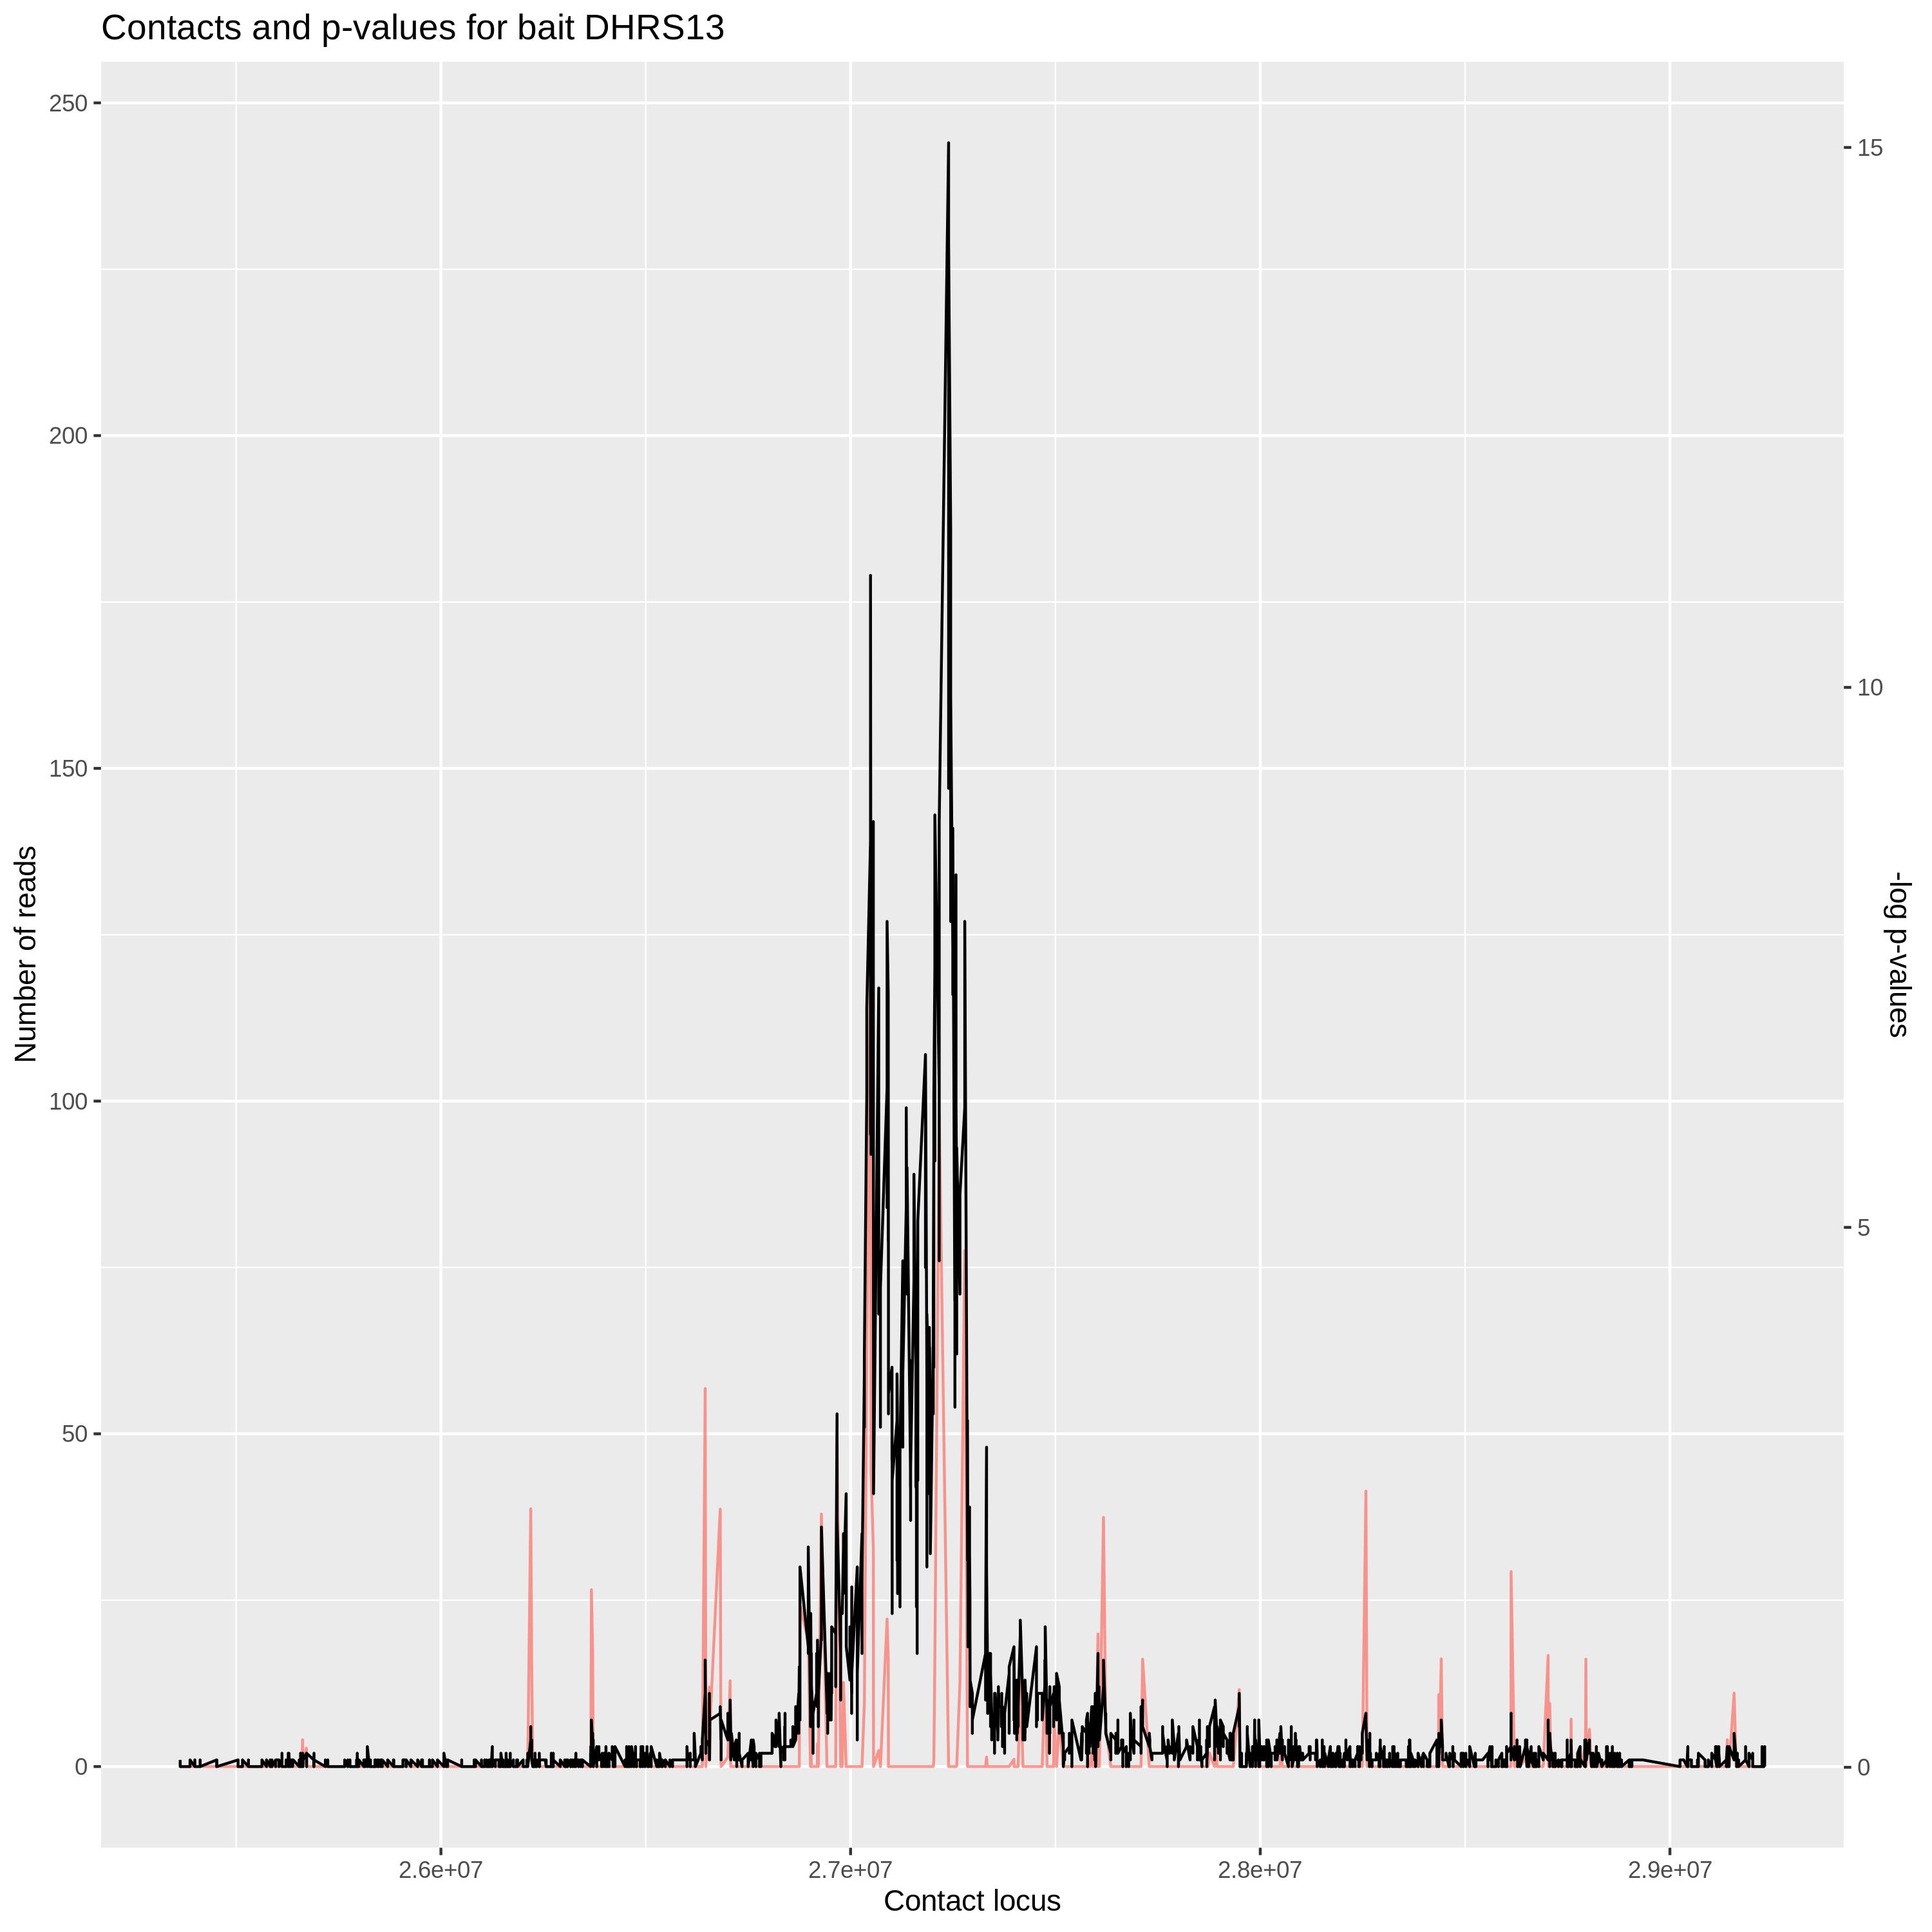 Contacts and p-values for bait DHRS13
250
200
150
100
50
0
Number of reads
15
10
5
0
-log p-values
2.6e+07 2.7e+07 2.8e+07 2.9e+07
Contact locus